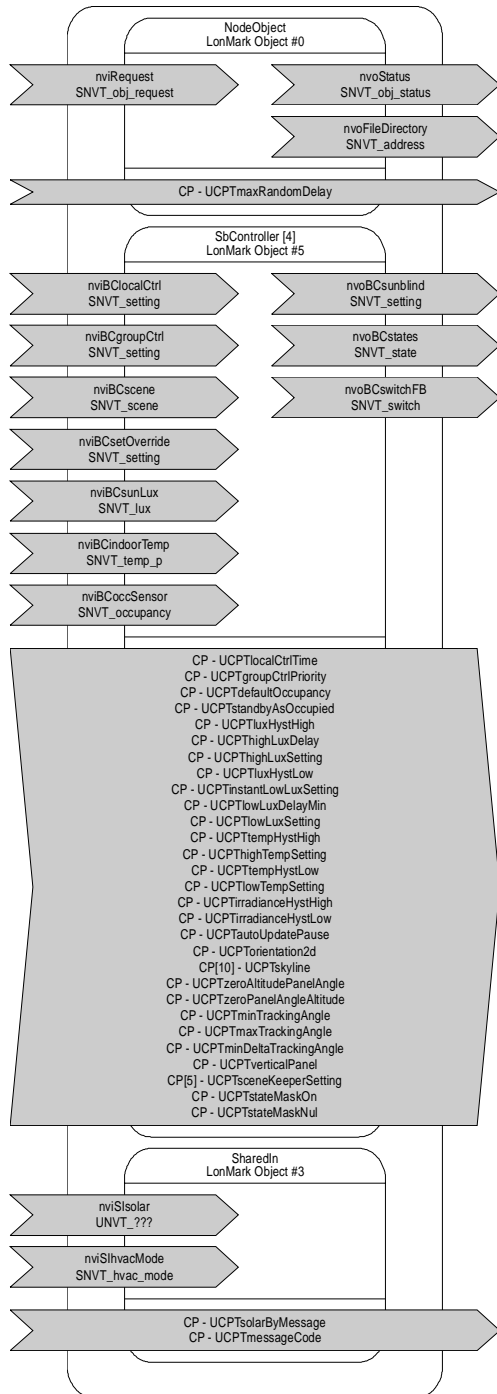 NodeObject
LonMark Object #0
nviRequest
SNVT_obj_request
nvoStatus
SNVT_obj_status
nvoFileDirectory
SNVT_address
CP - UCPTmaxRandomDelay
SbController [4]
LonMark Object #5
nviBClocalCtrl
SNVT_setting
nvoBCsunblind
SNVT_setting
nviBCgroupCtrl
SNVT_setting
nvoBCstates
SNVT_state
nviBCscene
SNVT_scene
nvoBCswitchFB
SNVT_switch
nviBCsetOverride
SNVT_setting
nviBCsunLux
SNVT_lux
nviBCindoorTemp
SNVT_temp_p
nviBCoccSensor
SNVT_occupancy
CP - UCPTlocalCtrlTime
CP - UCPTgroupCtrlPriority
CP - UCPTdefaultOccupancy
CP - UCPTstandbyAsOccupied
CP - UCPTluxHystHigh
CP - UCPThighLuxDelay
CP - UCPThighLuxSetting
CP - UCPTluxHystLow
CP - UCPTinstantLowLuxSetting
CP - UCPTlowLuxDelayMin
CP - UCPTlowLuxSetting
CP - UCPTtempHystHigh
CP - UCPThighTempSetting
CP - UCPTtempHystLow
CP - UCPTlowTempSetting
CP - UCPTirradianceHystHigh
CP - UCPTirradianceHystLow
CP - UCPTautoUpdatePause
CP - UCPTorientation2d
CP[10] - UCPTskyline
CP - UCPTzeroAltitudePanelAngle
CP - UCPTzeroPanelAngleAltitude
CP - UCPTminTrackingAngle
CP - UCPTmaxTrackingAngle
CP - UCPTminDeltaTrackingAngle
CP - UCPTverticalPanel
CP[5] - UCPTsceneKeeperSetting
CP - UCPTstateMaskOn
CP - UCPTstateMaskNul
SharedIn
LonMark Object #3
nviSIsolar
UNVT_???
nviSIhvacMode
SNVT_hvac_mode
CP - UCPTsolarByMessage
CP - UCPTmessageCode